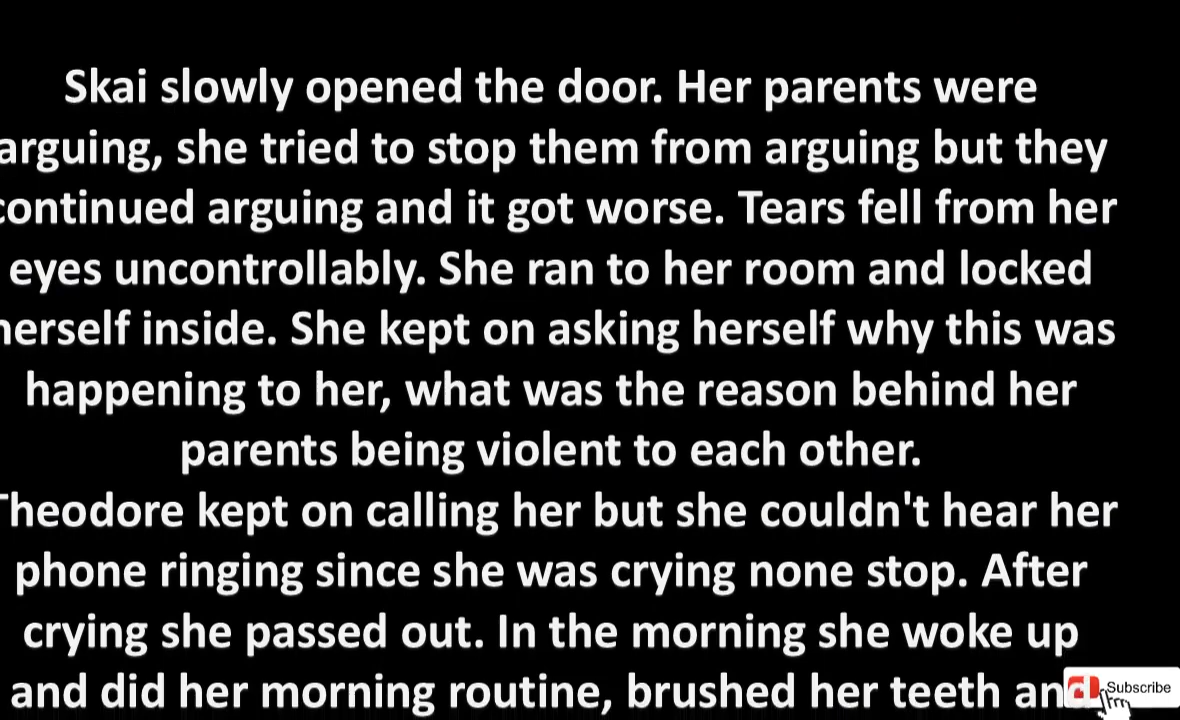 Skai slowly opened the door. Her parents were
arguing, she tried to stop them from arguing but they
continued arguing and it got worse. Tears fell from her
eyes uncontrollably. She ran to her room and locked
herself inside. She kept on asking herself why this was
happening to her, what was the reason behind her
parents being violent to each other.
Theodore kept on calling her but she couldn't hear her
phone ringing since she was crying none stop. After
crying she passed out. In the morning she woke up
and did her morning routine, brushed her teeth and
Subscribe